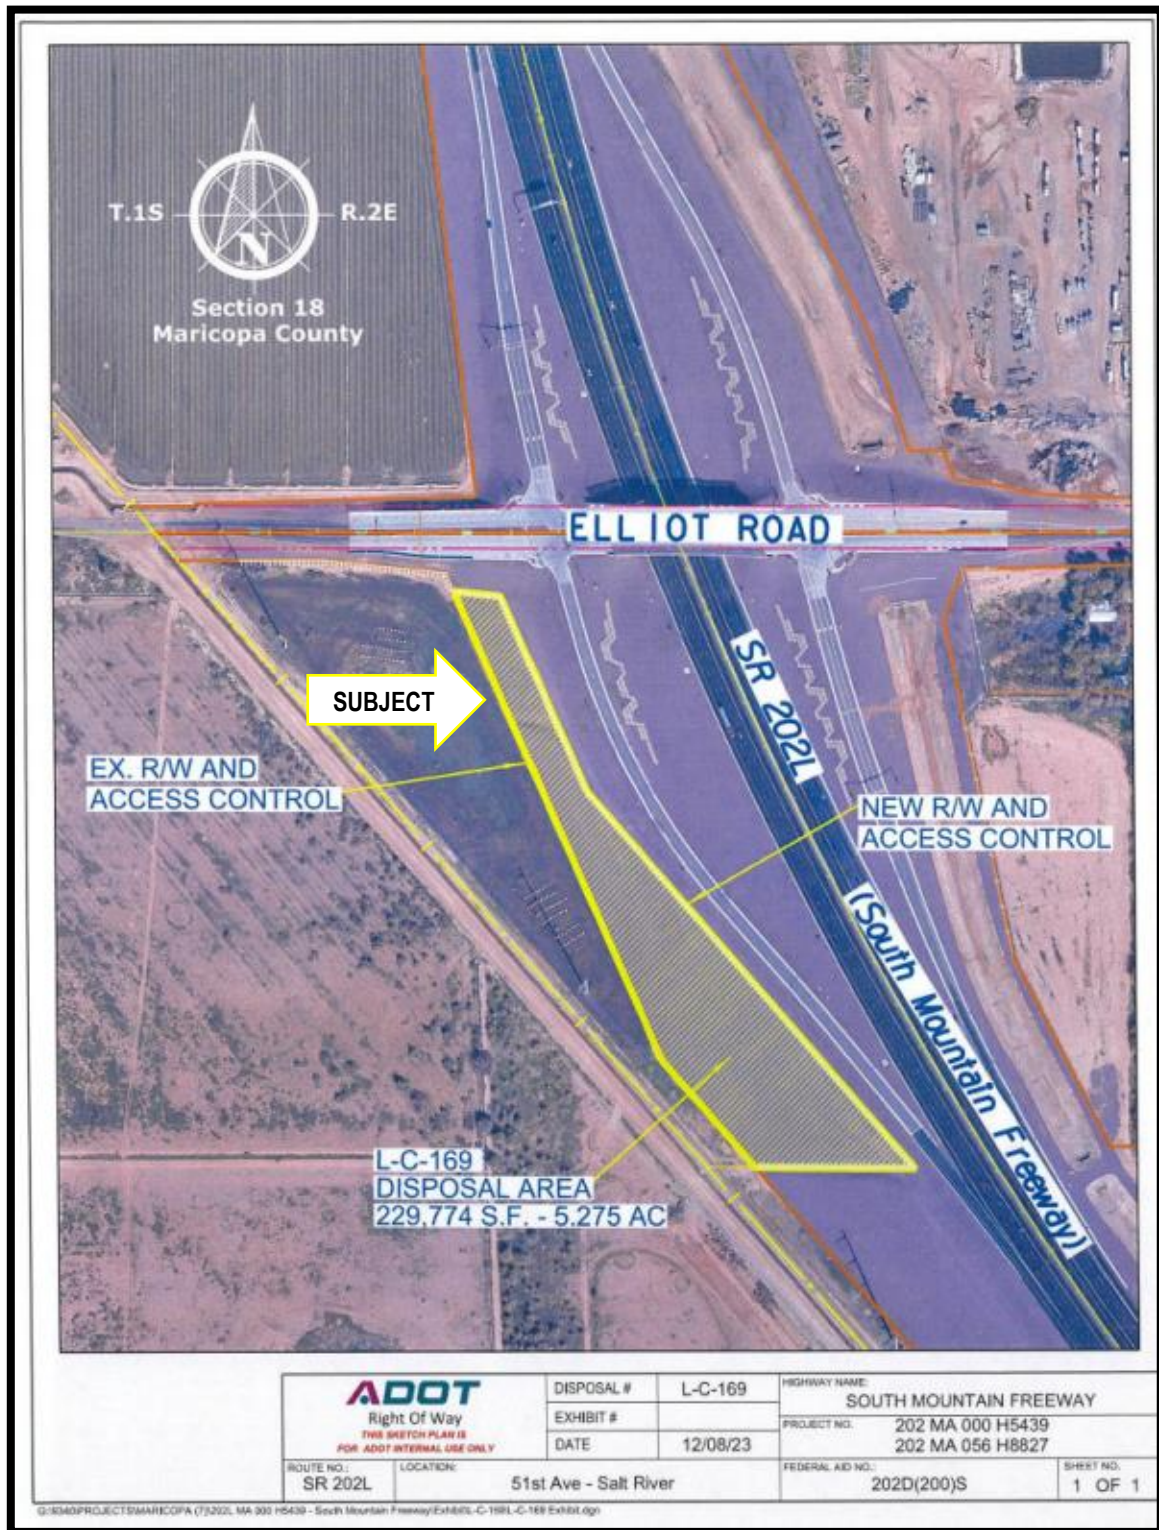 T.1S
R.2E
N
Section 18
Maricopa County
ELLIOT ROAD
SR 202L
(South Mountain Freeway)
SUBJECT
EX. R/W AND
ACCESS CONTROL
NEW R/W AND
ACCESS CONTROL
L-C-169
DISPOSAL AREA
229,774 S.F. - 5.275 AC
ADOT
Right Of Way
THIS SKETCH PLAN IS
FOR ADOT INTERNAL USE ONLY
DISPOSAL # L-C-169
EXHIBIT #
DATE 12/08/23
HIGHWAY NAME:
SOUTH MOUNTAIN FREEWAY
PROJECT NO. 202 MA 000 H5439
202 MA 056 H8827
ROUTE NO.:
SR 202L
LOCATION:
51st Ave - Salt River
FEDERAL AID NO.:
202D(200)S
SHEET NO.
1 OF 1